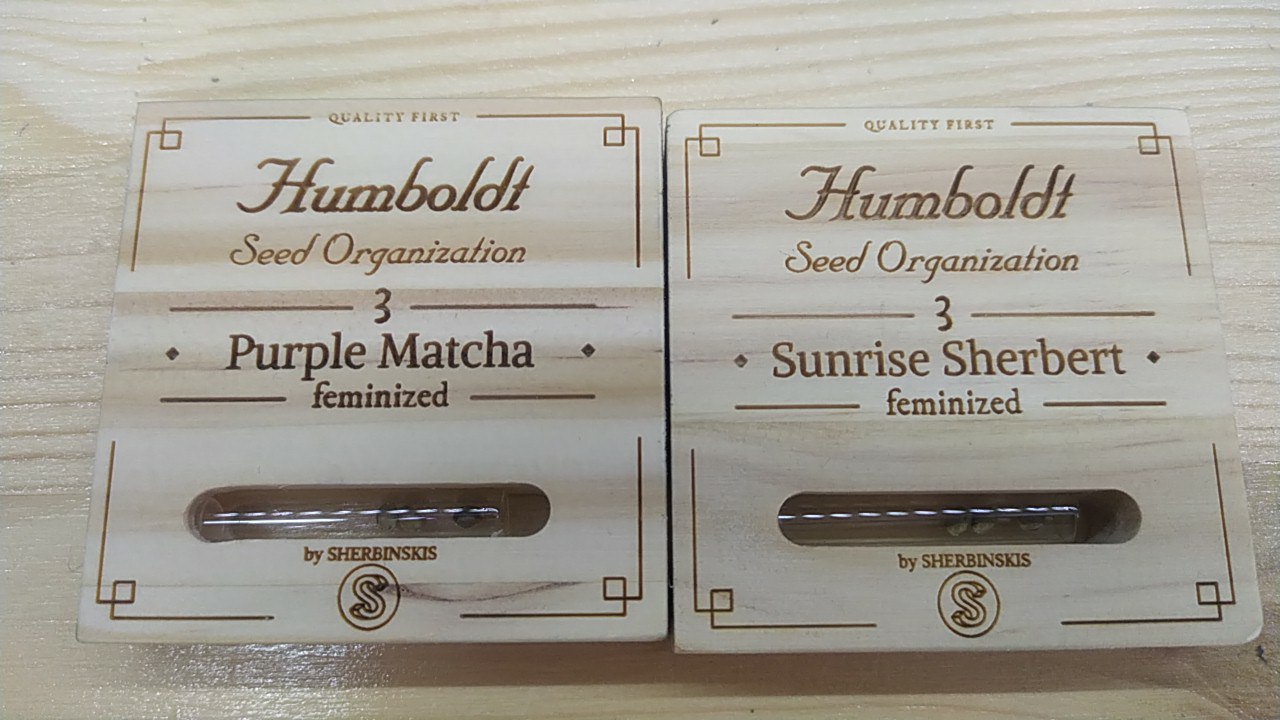 QUALITY FIRST
Humboldt
Seed Organization
3
Purple Matcha
feminized
by SHERBINSKIS
S
QUALITY FIRST
Humboldt
Seed Organization
3
Sunrise Sherbert
feminized
by SHERBINSKIS
S